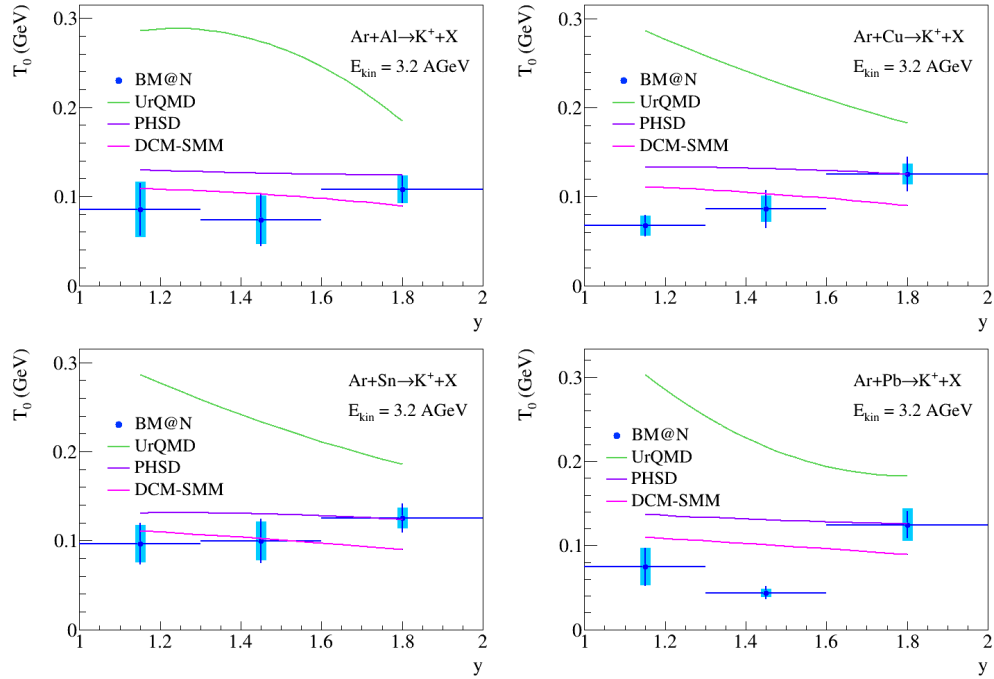 T₀ (GeV)
0.3
0.2
0.1
0
Ar+Al→K⁺+X
E_kin = 3.2 AGeV
BM@N
UrQMD
PHSD
DCM-SMM
1 1.2 1.4 1.6 1.8 2
y
T₀ (GeV)
0.3
0.2
0.1
0
Ar+Cu→K⁺+X
E_kin = 3.2 AGeV
BM@N
UrQMD
PHSD
DCM-SMM
1 1.2 1.4 1.6 1.8 2
y
T₀ (GeV)
0.3
0.2
0.1
0
Ar+Sn→K⁺+X
E_kin = 3.2 AGeV
BM@N
UrQMD
PHSD
DCM-SMM
1 1.2 1.4 1.6 1.8 2
y
T₀ (GeV)
0.3
0.2
0.1
0
Ar+Pb→K⁺+X
E_kin = 3.2 AGeV
BM@N
UrQMD
PHSD
DCM-SMM
1 1.2 1.4 1.6 1.8 2
y